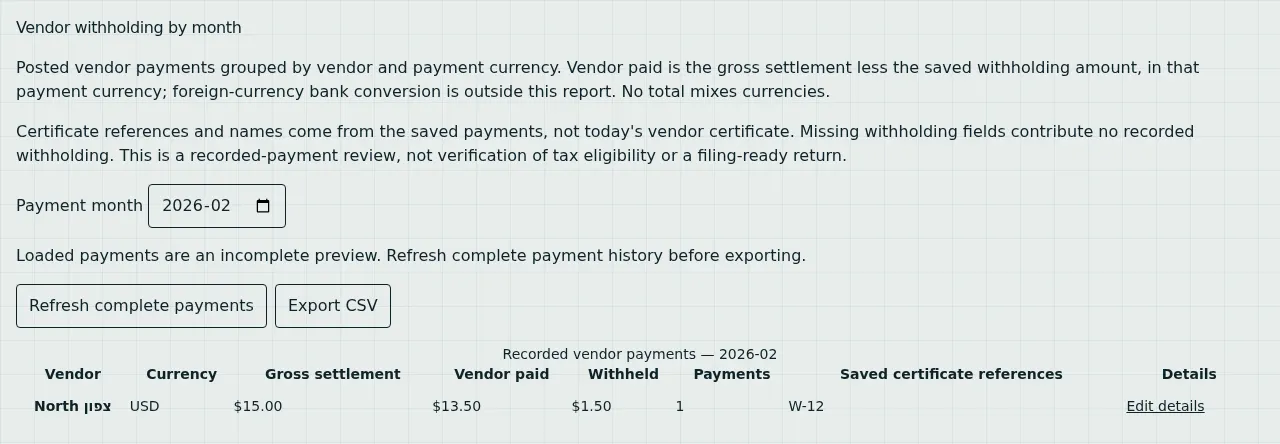 Vendor withholding by month
Posted vendor payments grouped by vendor and payment currency. Vendor paid is the gross settlement less the saved withholding amount, in that
payment currency; foreign-currency bank conversion is outside this report. No total mixes currencies.
Certificate references and names come from the saved payments, not today's vendor certificate. Missing withholding fields contribute no recorded
withholding. This is a recorded-payment review, not verification of tax eligibility or a filing-ready return.
Payment month 2026-02
Loaded payments are an incomplete preview. Refresh complete payment history before exporting.
Refresh complete payments Export CSV
Recorded vendor payments — 2026-02
Vendor Currency Gross settlement Vendor paid Withheld Payments Saved certificate references Details
North צפון USD $15.00 $13.50 $1.50 1 W-12 Edit details